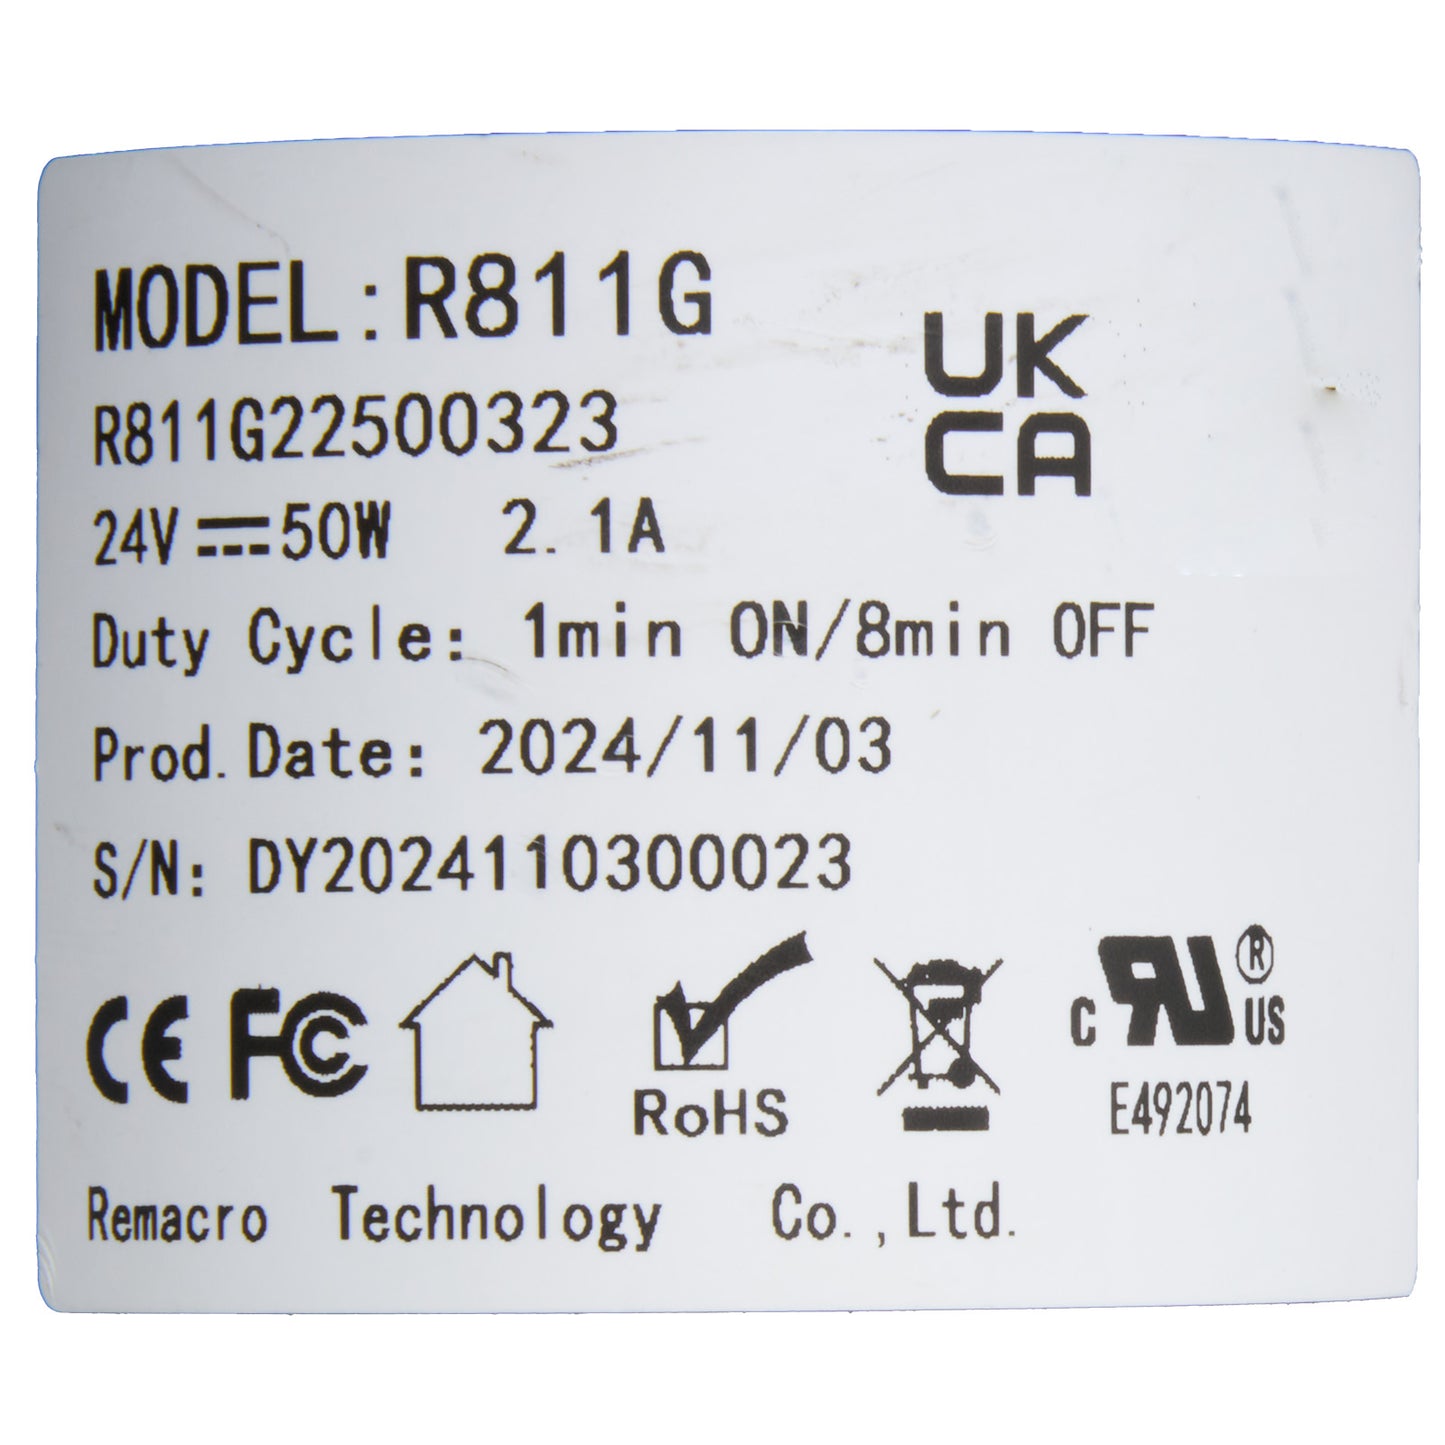 MODEL:R811G
R811G22500323
UK
CA
24V⎓50W 2.1A
Duty Cycle: 1min ON/8min OFF
Prod.Date: 2024/11/03
S/N: DY2024110300023
CE FC RoHS c RU ® US
E492074
Remacro Technology Co.,Ltd.